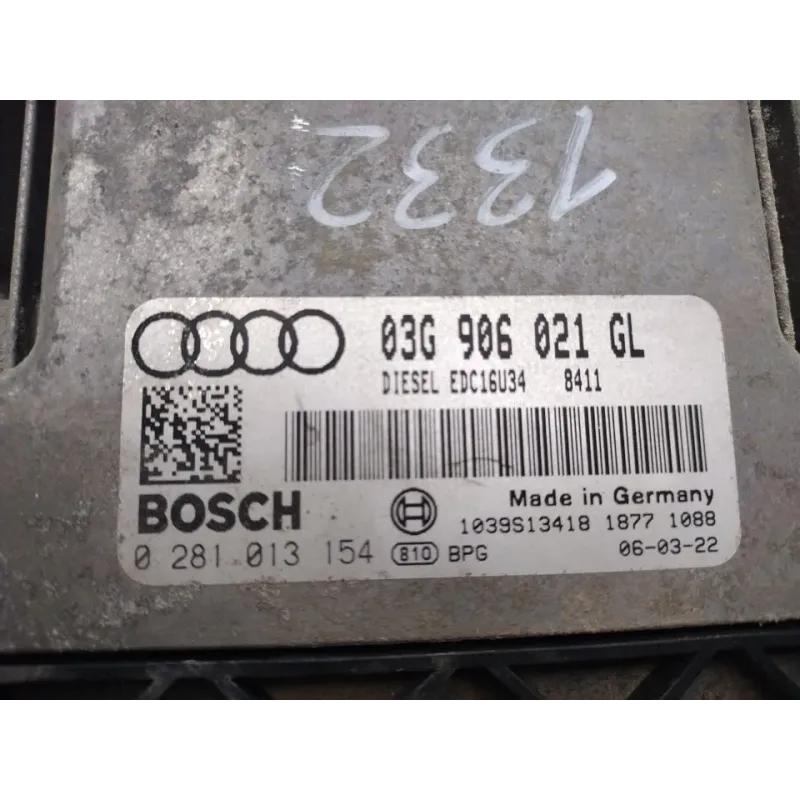 1332
03G 906 021 GL
DIESEL EDC16U34 8411
BOSCH
Made in Germany
1039S13418 1877 1088
0 281 013 154 810 BPG
06-03-22